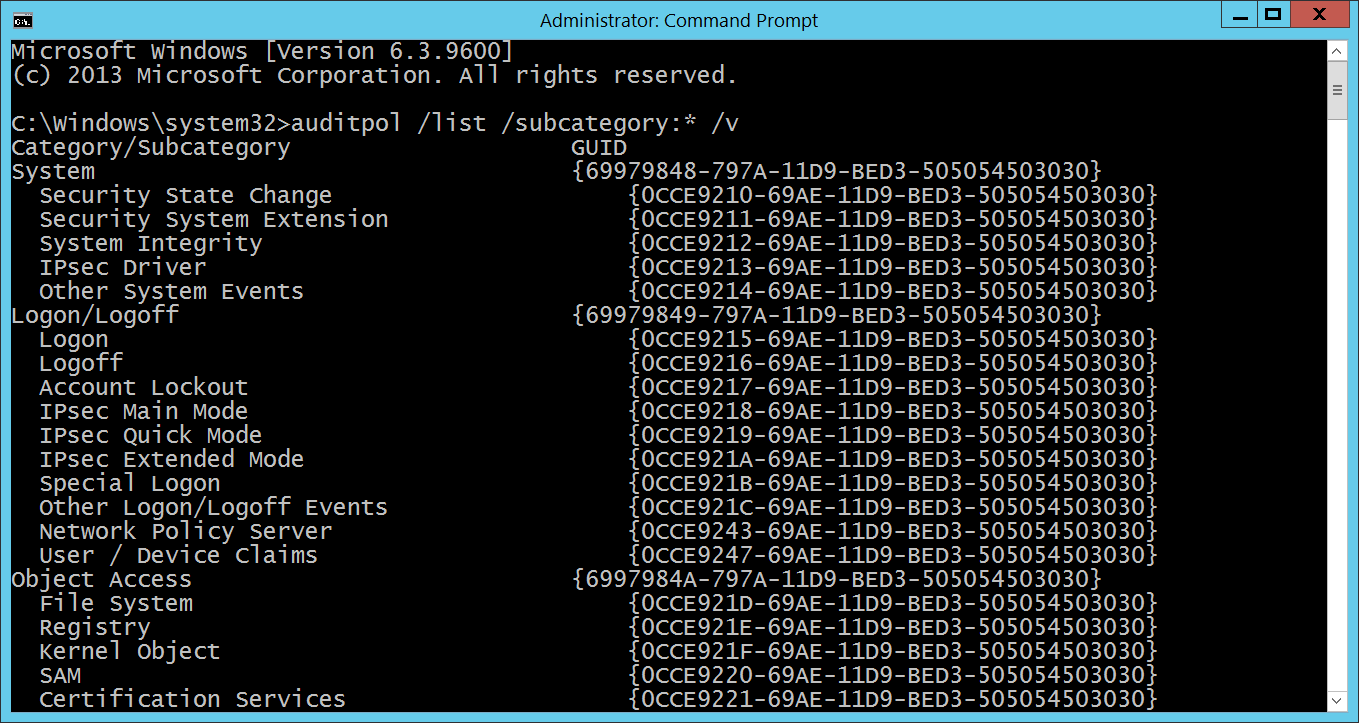 Administrator: Command Prompt
Microsoft Windows [Version 6.3.9600]
(c) 2013 Microsoft Corporation. All rights reserved.
C:\Windows\system32>auditpol /list /subcategory:* /v
Category/Subcategory GUID
System {69979848-797A-11D9-BED3-505054503030}
Security State Change {0CCE9210-69AE-11D9-BED3-505054503030}
Security System Extension {0CCE9211-69AE-11D9-BED3-505054503030}
System Integrity {0CCE9212-69AE-11D9-BED3-505054503030}
IPsec Driver {0CCE9213-69AE-11D9-BED3-505054503030}
Other System Events {0CCE9214-69AE-11D9-BED3-505054503030}
Logon/Logoff {69979849-797A-11D9-BED3-505054503030}
Logon {0CCE9215-69AE-11D9-BED3-505054503030}
Logoff {0CCE9216-69AE-11D9-BED3-505054503030}
Account Lockout {0CCE9217-69AE-11D9-BED3-505054503030}
IPsec Main Mode {0CCE9218-69AE-11D9-BED3-505054503030}
IPsec Quick Mode {0CCE9219-69AE-11D9-BED3-505054503030}
IPsec Extended Mode {0CCE921A-69AE-11D9-BED3-505054503030}
Special Logon {0CCE921B-69AE-11D9-BED3-505054503030}
Other Logon/Logoff Events {0CCE921C-69AE-11D9-BED3-505054503030}
Network Policy Server {0CCE9243-69AE-11D9-BED3-505054503030}
User / Device Claims {0CCE9247-69AE-11D9-BED3-505054503030}
Object Access {6997984A-797A-11D9-BED3-505054503030}
File System {0CCE921D-69AE-11D9-BED3-505054503030}
Registry {0CCE921E-69AE-11D9-BED3-505054503030}
Kernel Object {0CCE921F-69AE-11D9-BED3-505054503030}
SAM {0CCE9220-69AE-11D9-BED3-505054503030}
Certification Services {0CCE9221-69AE-11D9-BED3-505054503030}